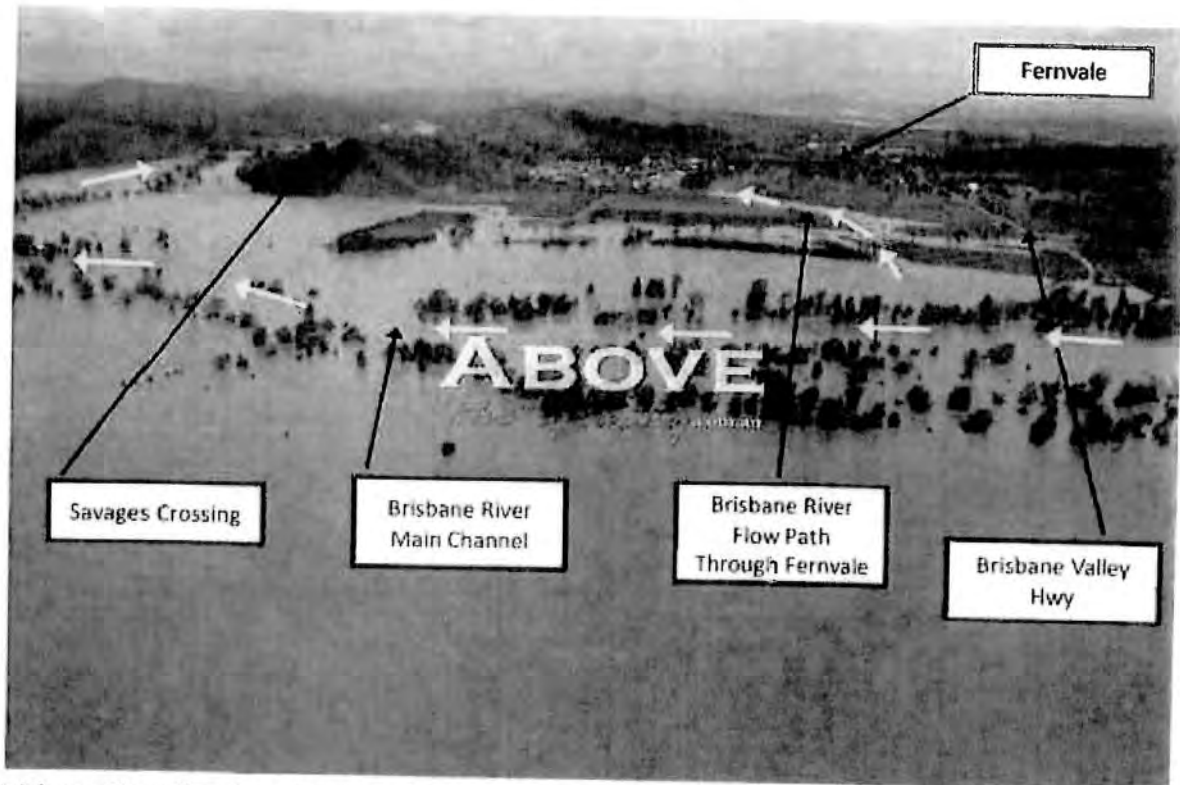 Fernvale
ABOVE
Savages Crossing
Brisbane River
Main Channel
Brisbane River
Flow Path
Through Fernvale
Brisbane Valley
Hwy